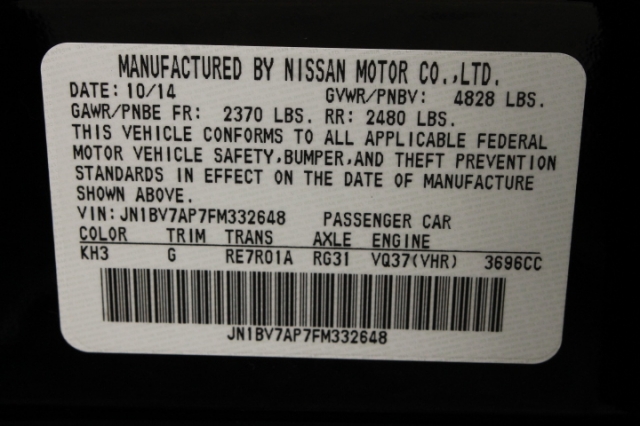 MANUFACTURED BY NISSAN MOTOR CO.,LTD.
DATE: 10/14 GVWR/PNBV: 4828 LBS.
GAWR/PNBE FR: 2370 LBS. RR: 2480 LBS.
THIS VEHICLE CONFORMS TO ALL APPLICABLE FEDERAL
MOTOR VEHICLE SAFETY,BUMPER,AND THEFT PREVENTION
STANDARDS IN EFFECT ON THE DATE OF MANUFACTURE
SHOWN ABOVE.
VIN: JN1BV7AP7FM332648 PASSENGER CAR
COLOR TRIM TRANS AXLE ENGINE
KH3 G RE7R01A RG31 VQ37(VHR) 3696CC
JN1BV7AP7FM332648